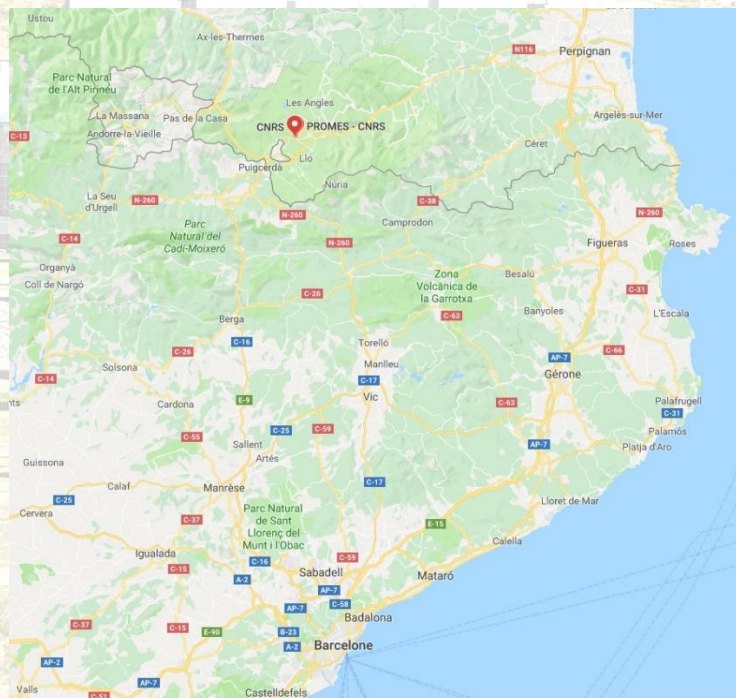 Ustou
Ax-les-Thermes
N116
Perpignan
Parc Natural
de l'Alt Pirineu
Les Angles
La Massana
Pas de la Casa
CNRS
PROMES - CNRS
Argelès-sur-Mer
C-13
Andorre-la-Vieille
Llo
Céret
Puigcerdà
Núria
La Seu
d'Urgell
N-260
C-38
N-260
N-260
Camprodon
Parc
Natural del
Cadí-Moixeró
C-14
N-260
Figueras
Roses
Organyà
Coll de Nargó
Zona
Volcànica de
la Garrotxa
Besalú
C-26
C-31
Berga
C-63
Banyoles
L'Escala
C-16
Torelló
Solsona
C-26
Manlleu
AP-7
C-66
C-14
C-17
Gérone
E-9
Vic
Cardona
C-63
Palafrugell
C-31
C-25
C-59
Palamós
C-55
Sallent
AP-7
Platja d'Aro
Guissona
Artés
Calaf
Manrèse
C-17
C-25
Lloret de Mar
Cervera
Parc Natural
de Sant
Llorenç del
Munt i l'Obac
C-37
E-15
Calella
Igualada
C-16
C-59
C-15
Sabadell
A-2
Mataró
AP-7
AP-7
C-58
Badalona
C-37
C-15
E-90
B-23
A-2
Barcelone
AP-2
Valls
AP-7
C-51
Castelldefels